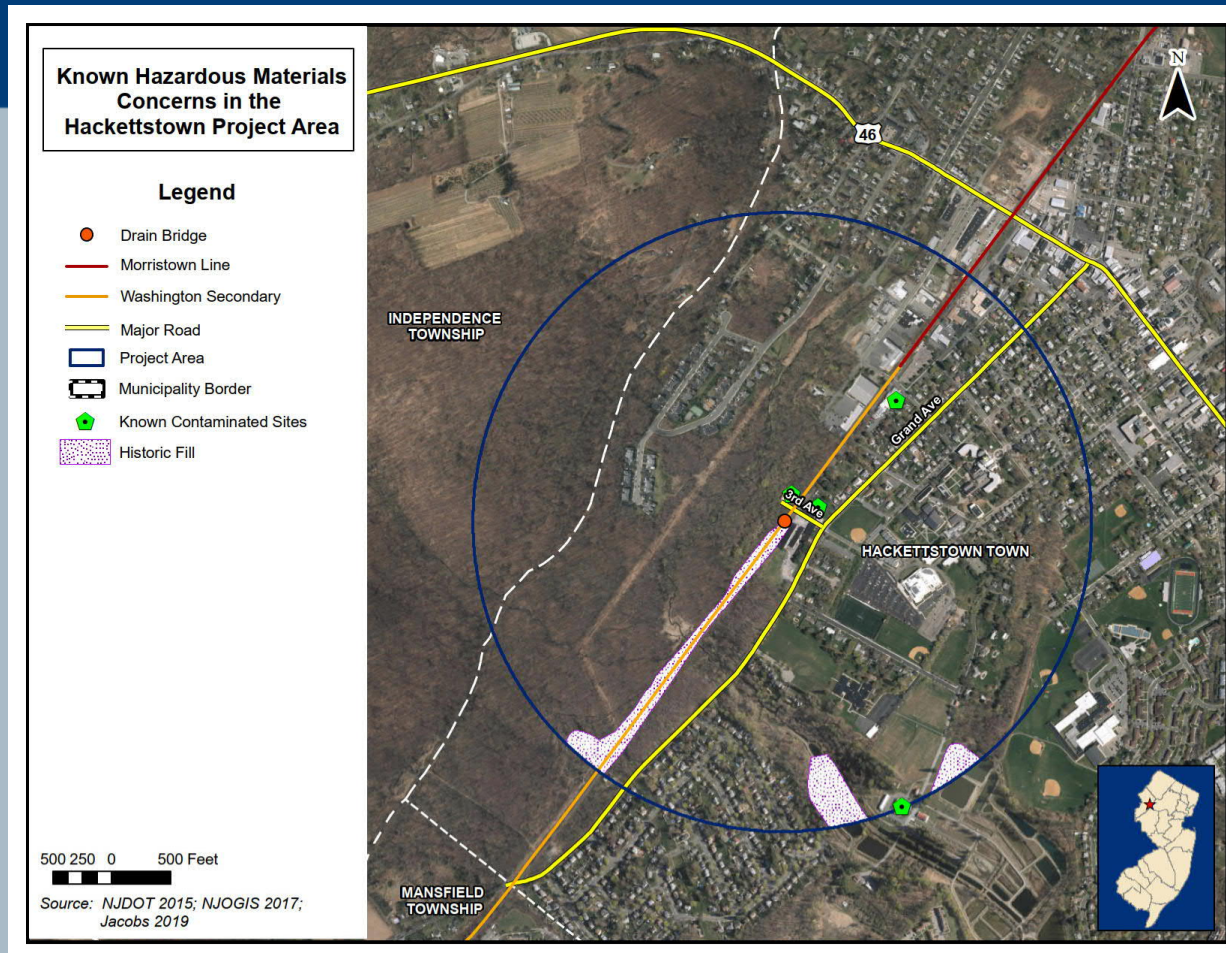 Known Hazardous Materials
Concerns in the
Hackettstown Project Area
Legend
Drain Bridge
Morristown Line
Washington Secondary
Major Road
Project Area
Municipality Border
Known Contaminated Sites
Historic Fill
500 250 0 500 Feet
Source: NJDOT 2015; NJOGIS 2017;
Jacobs 2019
N
46
INDEPENDENCE
TOWNSHIP
Grand Ave
3rd Ave
HACKETTSTOWN TOWN
MANSFIELD
TOWNSHIP